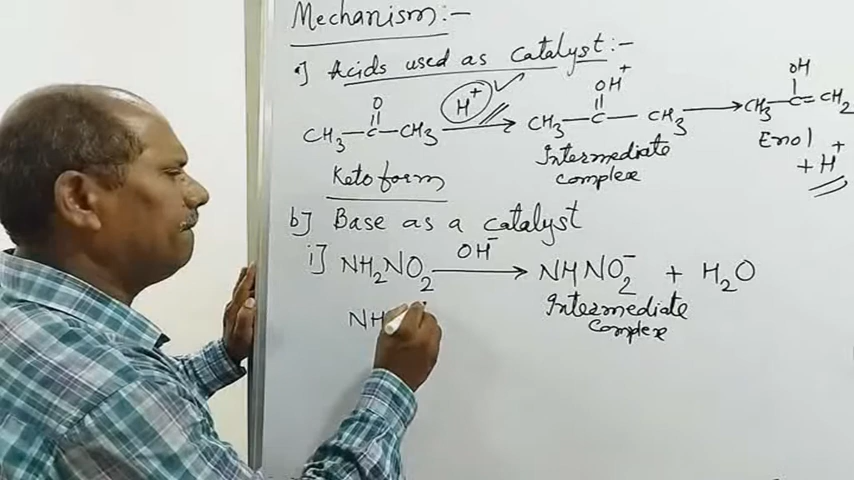 Mechanism:-
a] Acids used as catalyst:-
O OH+ OH
CH3-C-CH3 H+ → CH3-C-CH3 → CH3-C=CH2
Intermediate complex
Enol + H+
Keto form
b] Base as a catalyst
i] NH2NO2 OH- → NHNO2- + H2O
Intermediate
complex
NH